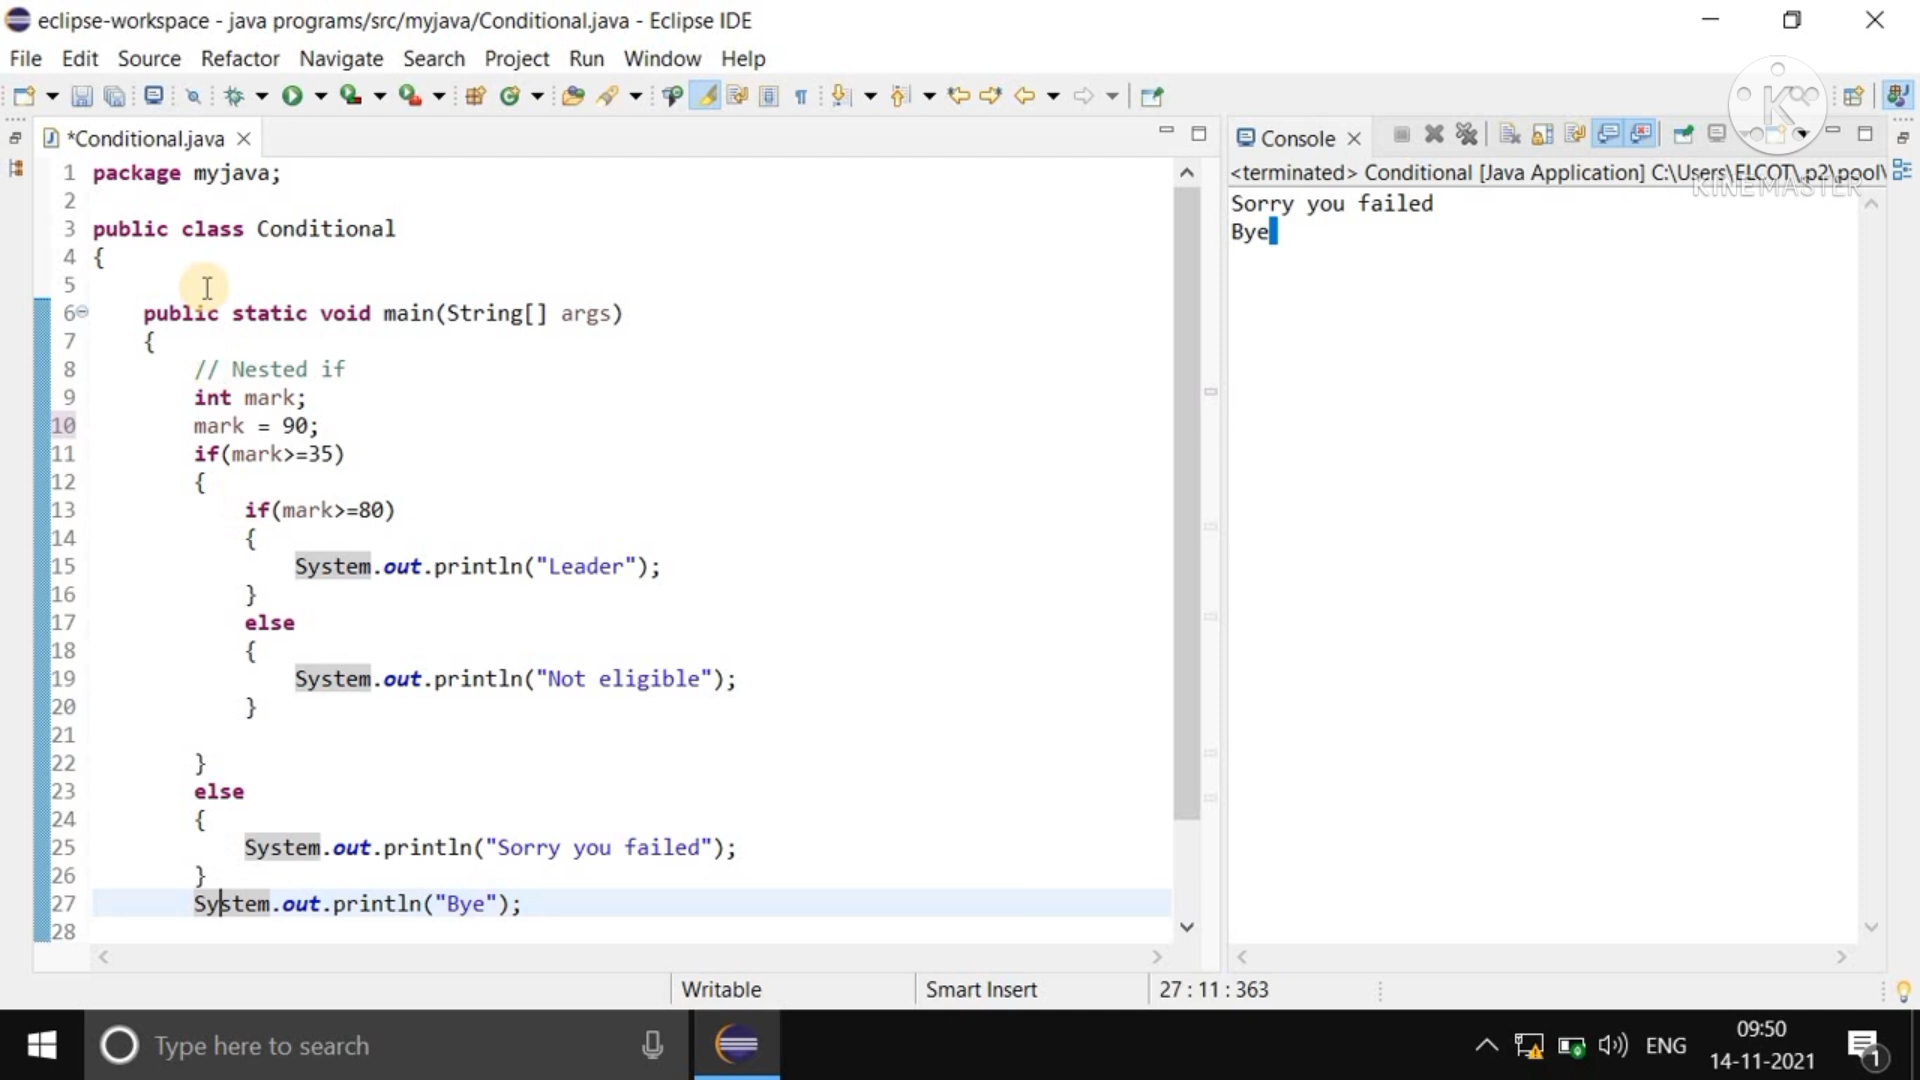 eclipse-workspace - java programs/src/myjava/Conditional.java - Eclipse IDE
File Edit Source Refactor Navigate Search Project Run Window Help
*Conditional.java
1 package myjava;
2
3 public class Conditional
4 {
5
6 public static void main(String[] args)
7 {
8 // Nested if
9 int mark;
10 mark = 90;
11 if(mark>=35)
12 {
13 if(mark>=80)
14 {
15 System.out.println("Leader");
16 }
17 else
18 {
19 System.out.println("Not eligible");
20 }
21
22 }
23 else
24 {
25 System.out.println("Sorry you failed");
26 }
27 System.out.println("Bye");
28
Console
<terminated> Conditional [Java Application] C:\Users\ELCOT\.p2\pool\
KINEMASTER
Sorry you failed
Bye
Writable Smart Insert 27 : 11 : 363
Type here to search
ENG
09:50
14-11-2021
1